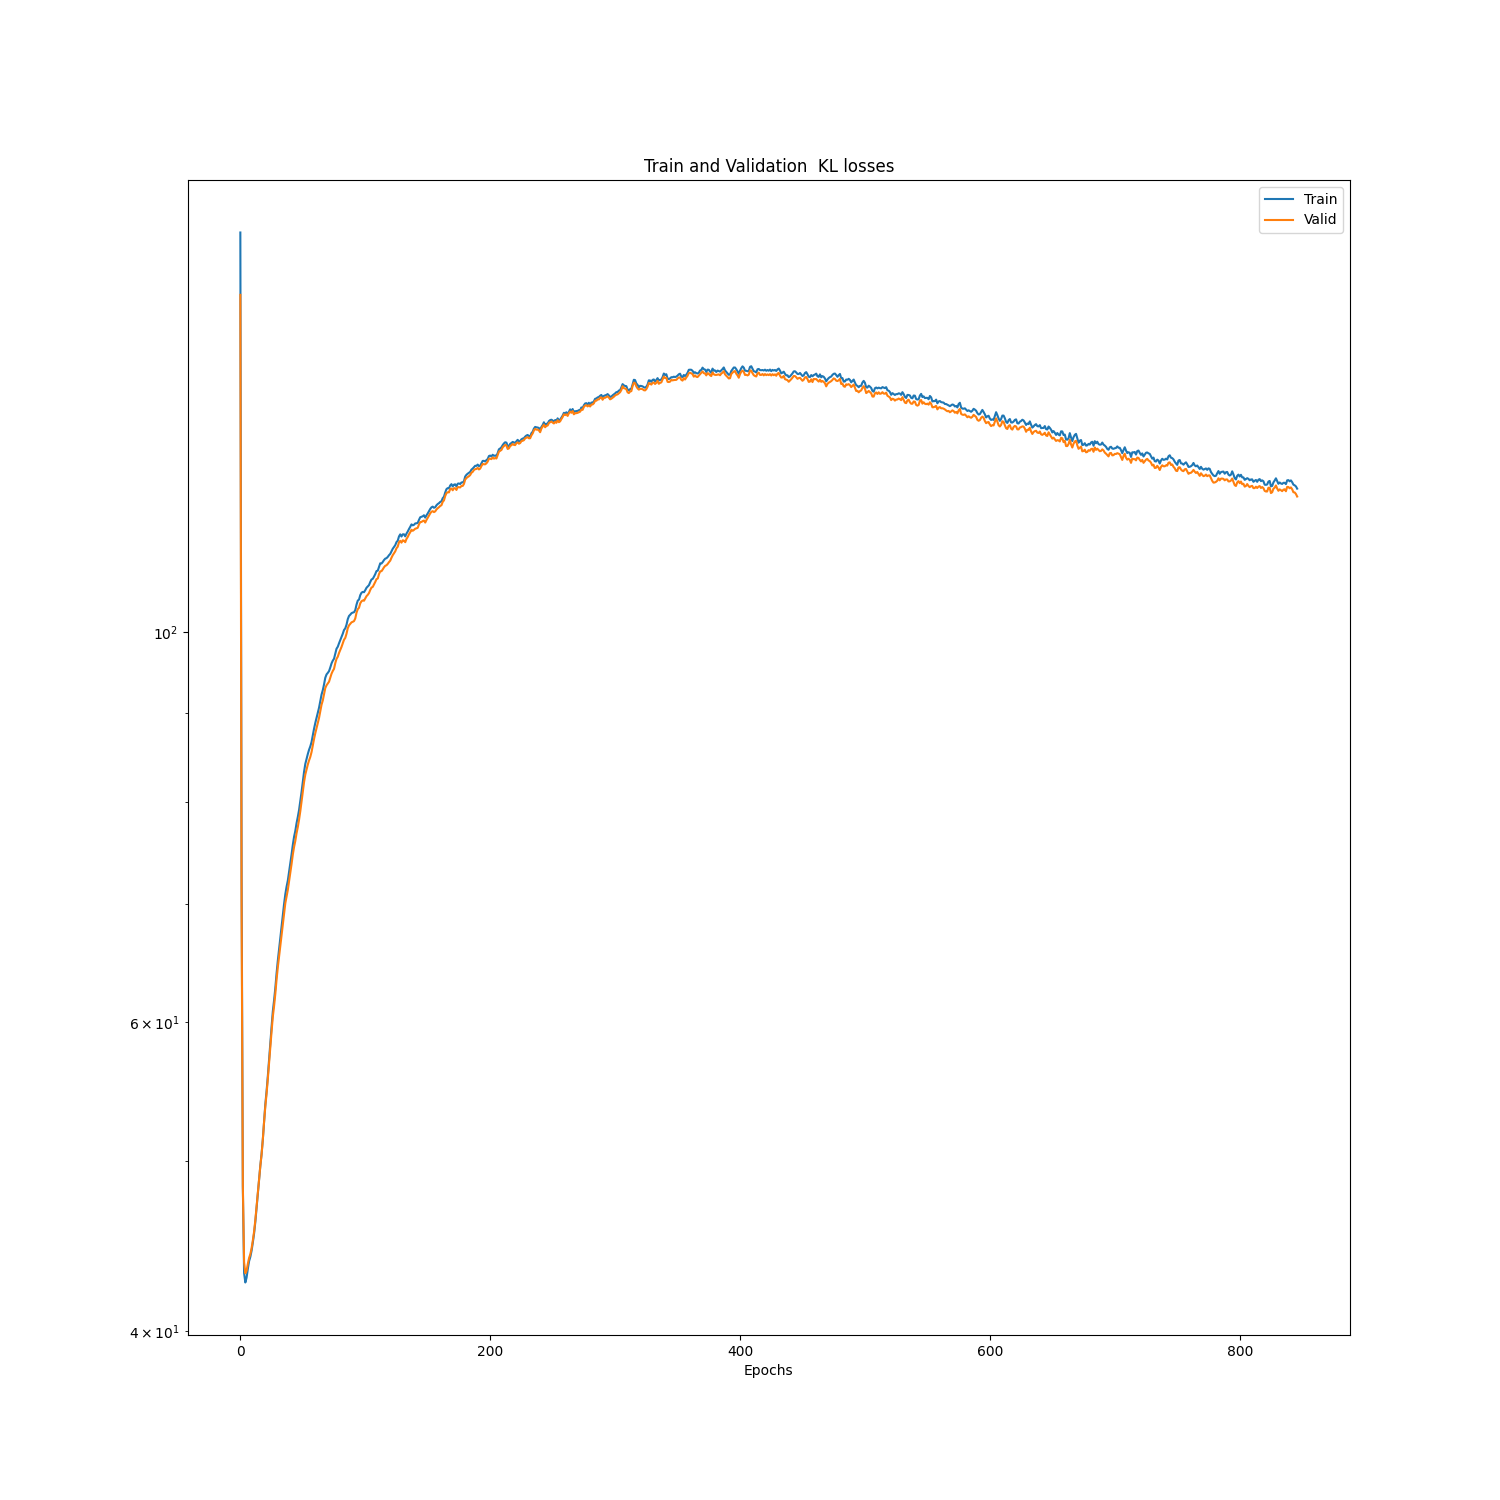 Train and Validation  KL losses
Train
Valid
10²
6 × 10¹
4 × 10¹
0 200 400 600 800
Epochs